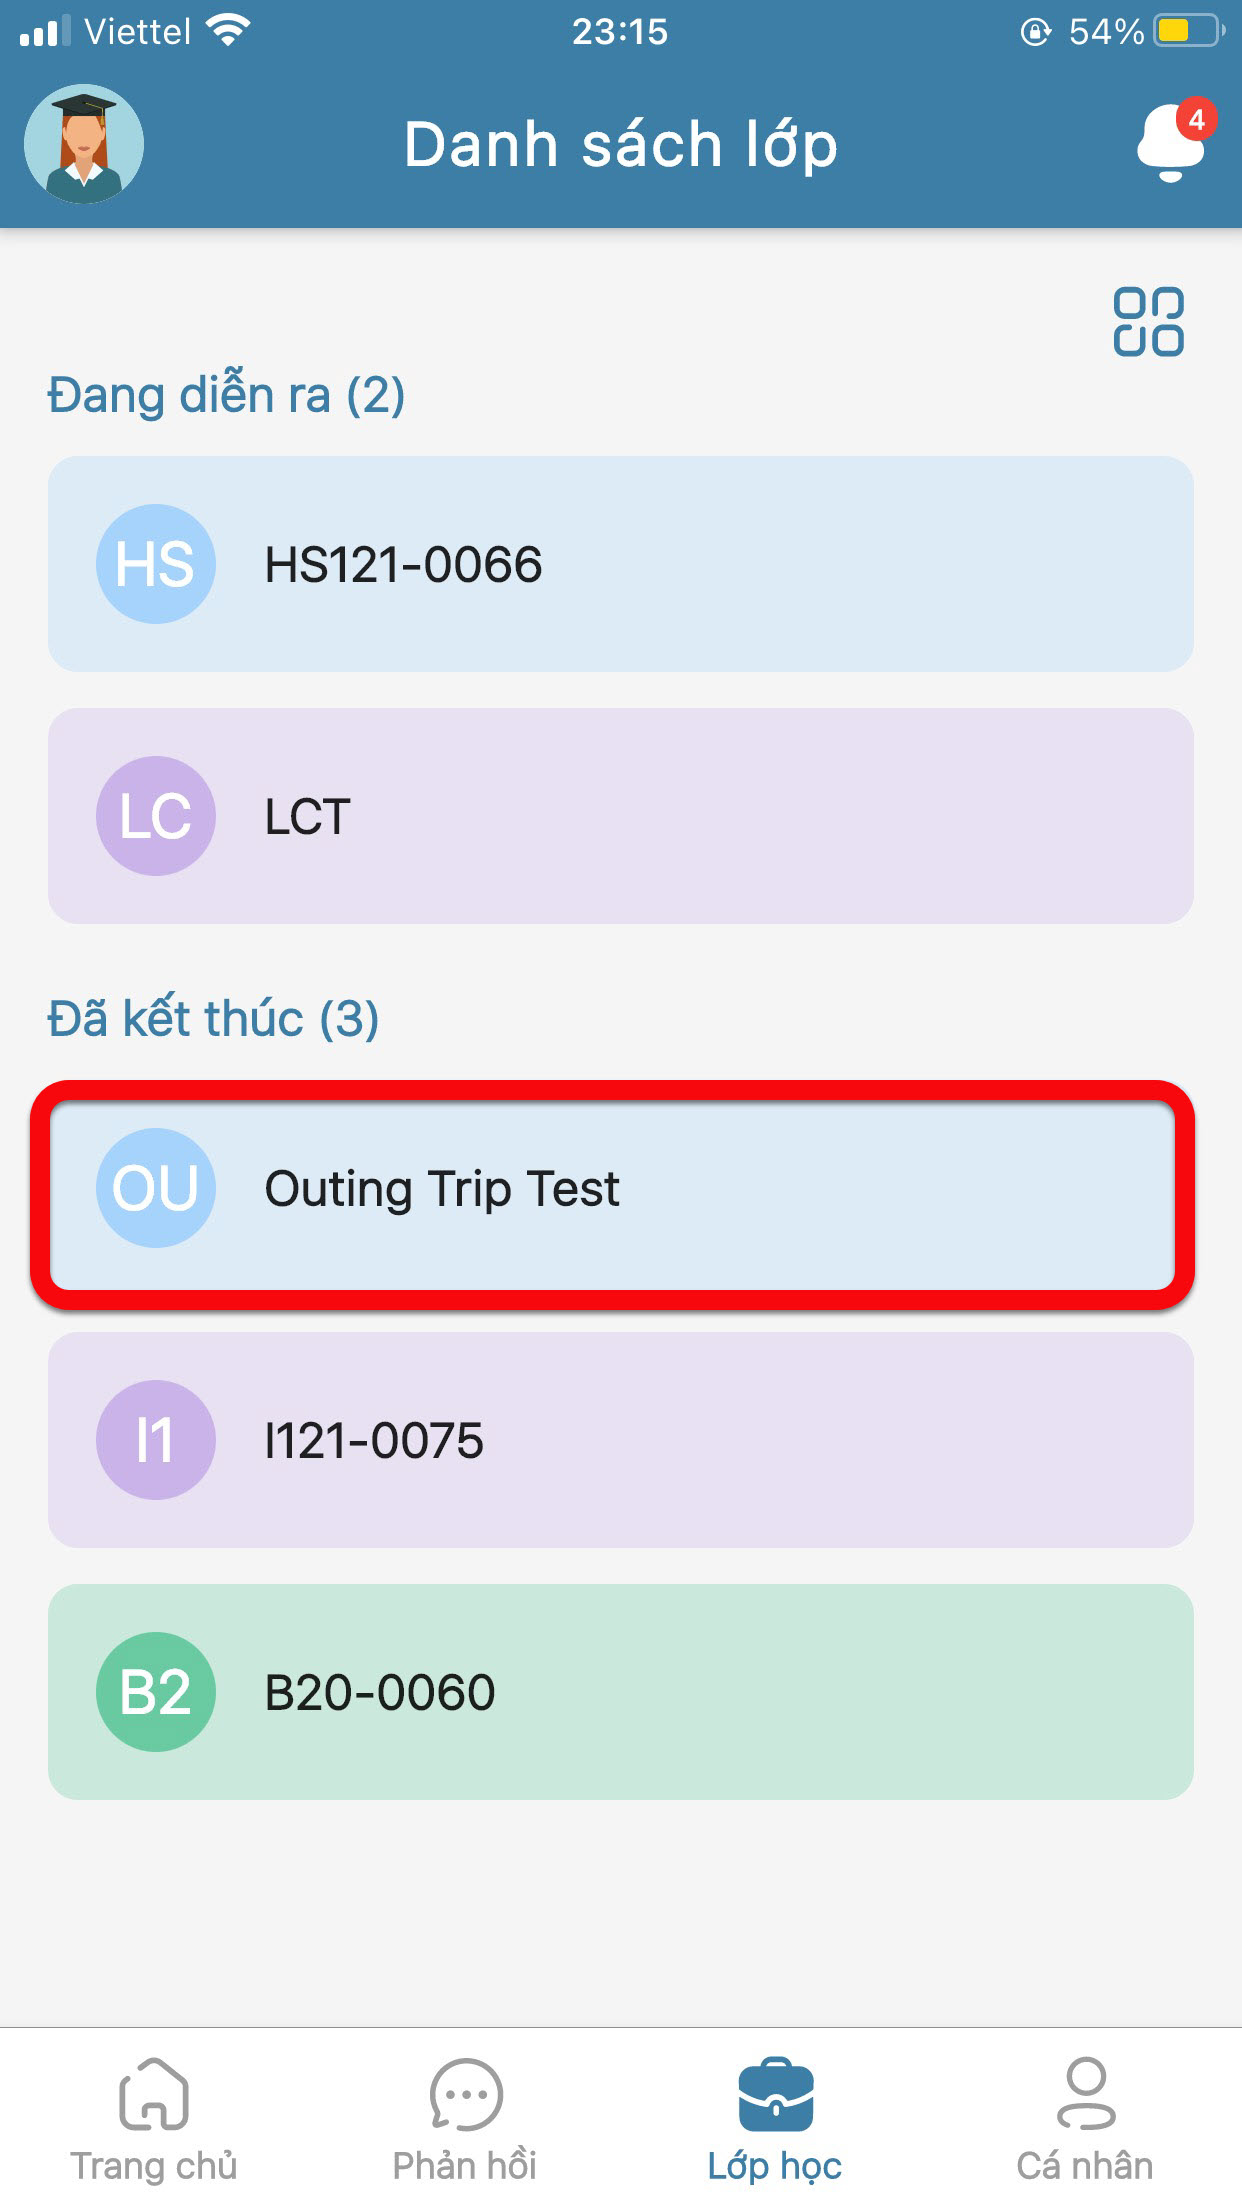 Viettel 23:15 54%
Danh sách lớp 4
Đang diễn ra (2)
HS HS121-0066
LC LCT
Đã kết thúc (3)
OU Outing Trip Test
I1 I121-0075
B2 B20-0060
Trang chủ Phản hồi Lớp học Cá nhân